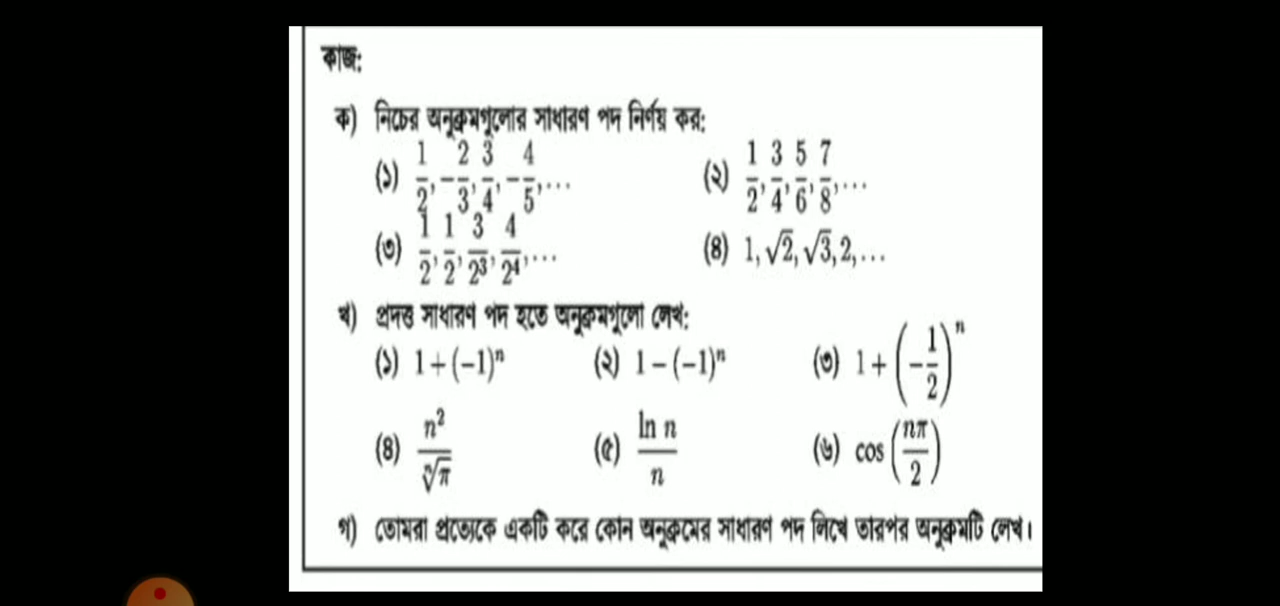 কাজ:
ক) নিচের অনুক্রমগুলোর সাধারণ পদ নির্ণয় কর:
(১) 1/2, -2/3, 3/4, -4/5, ... (২) 1/2, 3/4, 5/6, 7/8, ...
(৩) 1/2, 1/2, 3/2³, 4/2⁴, ... (8) 1, √2, √3, 2, ...
খ) প্রদত্ত সাধারণ পদ হতে অনুক্রমগুলো লেখ:
(১) 1 + (−1)ⁿ (২) 1 − (−1)ⁿ (৩) 1 + (−1/2)ⁿ
(৪) n²/ⁿ√π (৫) ln n/n (৬) cos (nπ/2)
গ) তোমরা প্রত্যেকে একটি করে কোন অনুক্রমের সাধারণ পদ লিখে তারপর অনুক্রমটি লেখ।